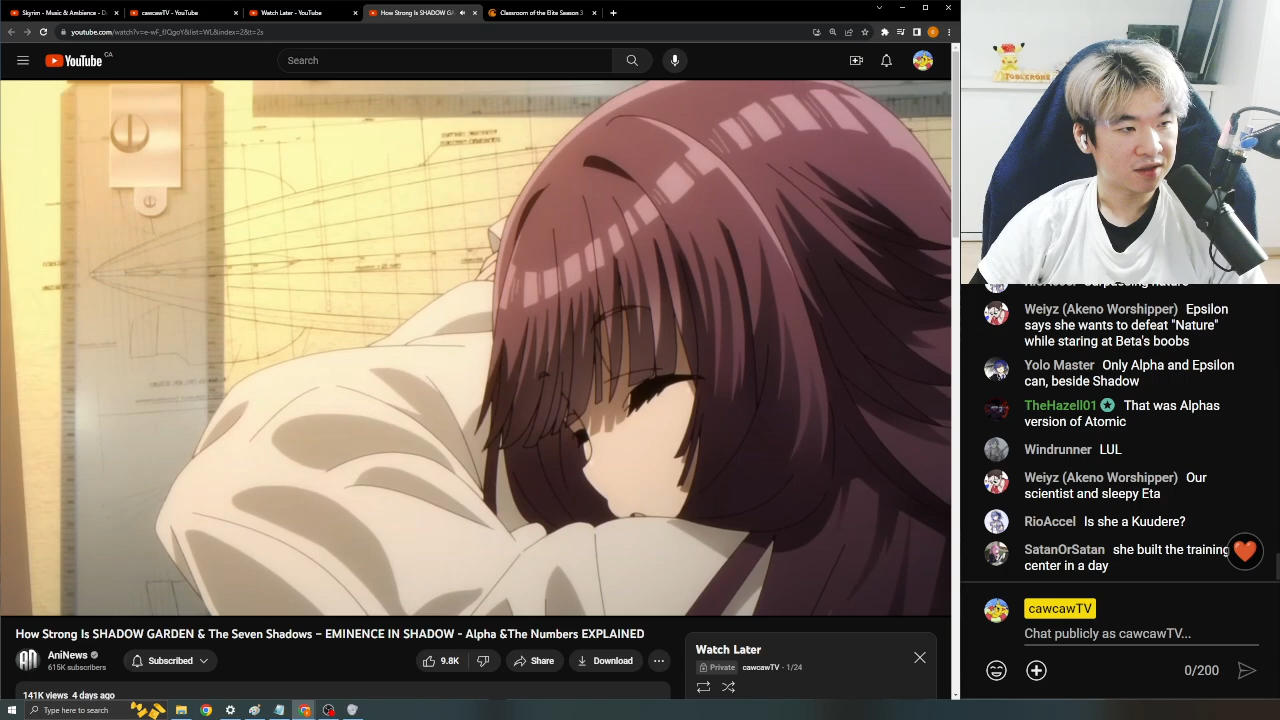 Skyrim - Music & Ambience - D
cawcawTV - YouTube
Watch Later - YouTube
How Strong Is SHADOW GA
Classroom of the Elite Season 3
youtube.com/watch?v=e-wF_fJQgoY&list=WL&index=2&t=2s
YouTube CA
Search
TOBLERONE
Surpassing nature
Weiyz (Akeno Worshipper) Epsilon
says she wants to defeat "Nature"
while staring at Beta's boobs
Yolo Master Only Alpha and Epsilon
can, beside Shadow
TheHazell01 That was Alphas
version of Atomic
Windrunner LUL
Weiyz (Akeno Worshipper) Our
scientist and sleepy Eta
RioAccel Is she a Kuudere?
SatanOrSatan she built the training
center in a day
cawcawTV
Chat publicly as cawcawTV...
0/200
How Strong Is SHADOW GARDEN & The Seven Shadows – EMINENCE IN SHADOW - Alpha &The Numbers EXPLAINED
AniNews
615K subscribers
Subscribed
9.8K
Share
Download
141K views 4 days ago
Watch Later
Private cawcawTV - 1/24
Type here to search